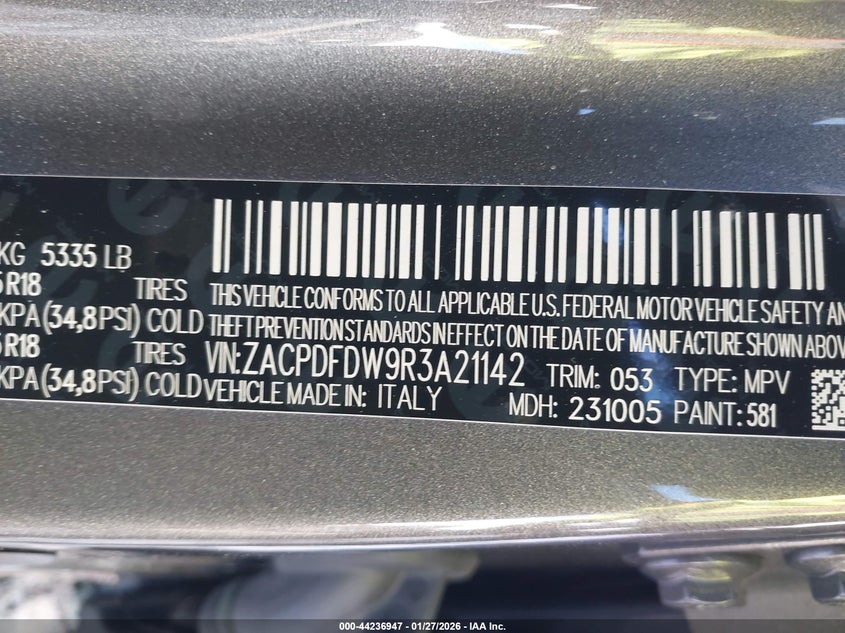 KG 5335 LB
5R18 TIRES
KPA (34,8PSI) COLD
5R18 TIRES
KPA (34,8PSI) COLD
THIS VEHICLE CONFORMS TO ALL APPLICABLE U.S. FEDERAL MOTOR VEHICLE SAFETY AN
THEFT PREVENTION STANDARDS IN EFFECT ON THE DATE OF MANUFACTURE SHOWN ABOV
VIN: ZACPDFDW9R3A21142 TRIM: 053 TYPE: MPV
VEHICLE MADE IN: ITALY MDH: 231005 PAINT: 581
000-44236947 - 01/27/2026 - IAA Inc.